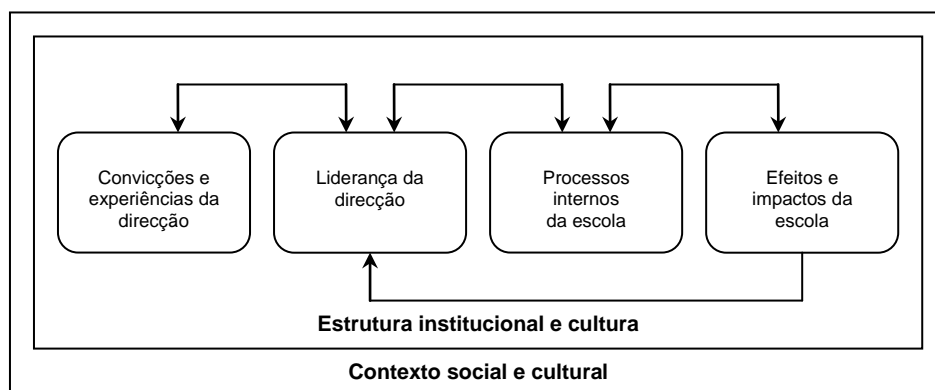 Convicções e
experiências da
direcção
Liderança da
direcção
Processos
internos
da escola
Efeitos e
impactos da
escola
Estrutura institucional e cultura
Contexto social e cultural